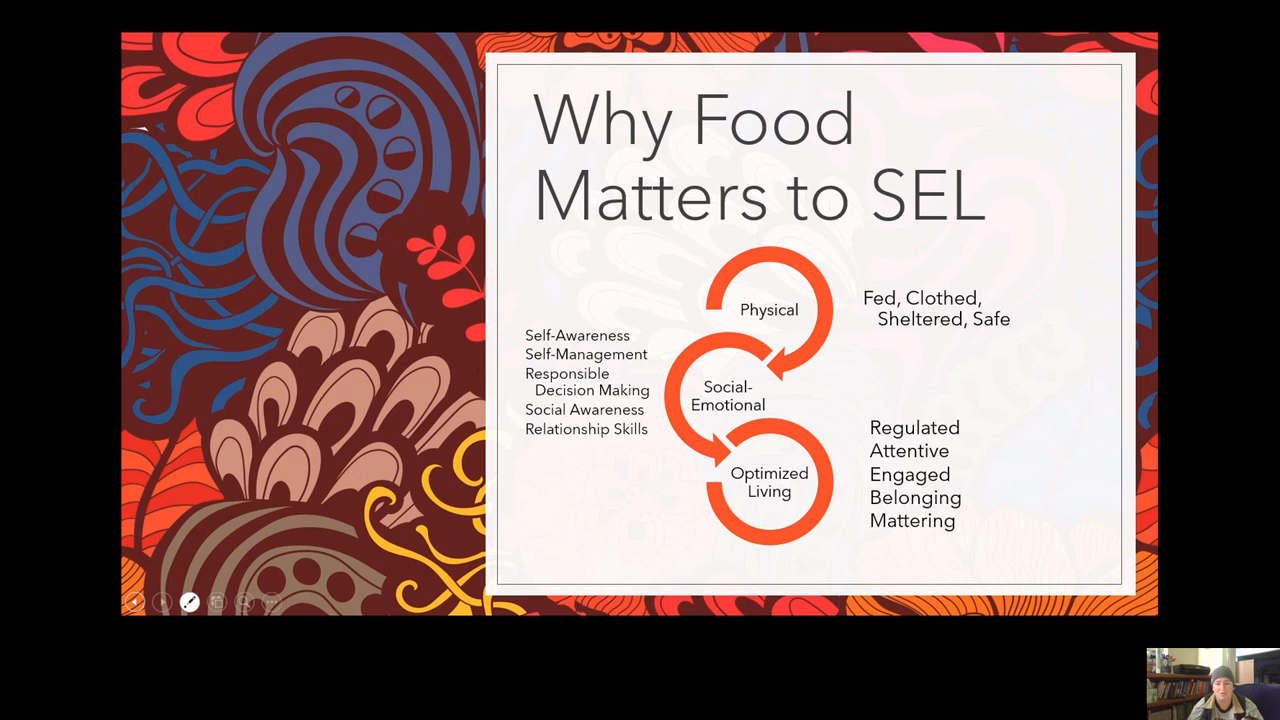 Why Food
Matters to SEL
Physical
Fed, Clothed,
Sheltered, Safe
Self-Awareness
Self-Management
Responsible
Decision Making
Social Awareness
Relationship Skills
Social-
Emotional
Optimized
Living
Regulated
Attentive
Engaged
Belonging
Mattering